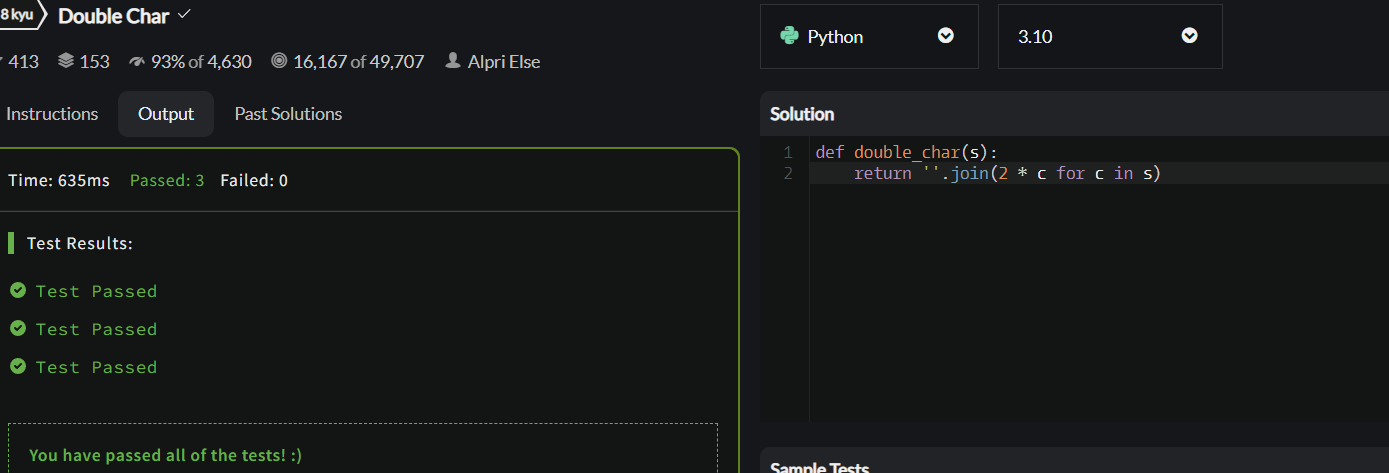 8 kyu Double Char
413 153 93% of 4,630 16,167 of 49,707 Alpri Else
Instructions Output Past Solutions
Time: 635ms Passed: 3 Failed: 0
Test Results:
Test Passed
Test Passed
Test Passed
You have passed all of the tests! :)
Python 3.10
Solution
1 def double_char(s):
2     return ''.join(2 * c for c in s)
Sample Tests